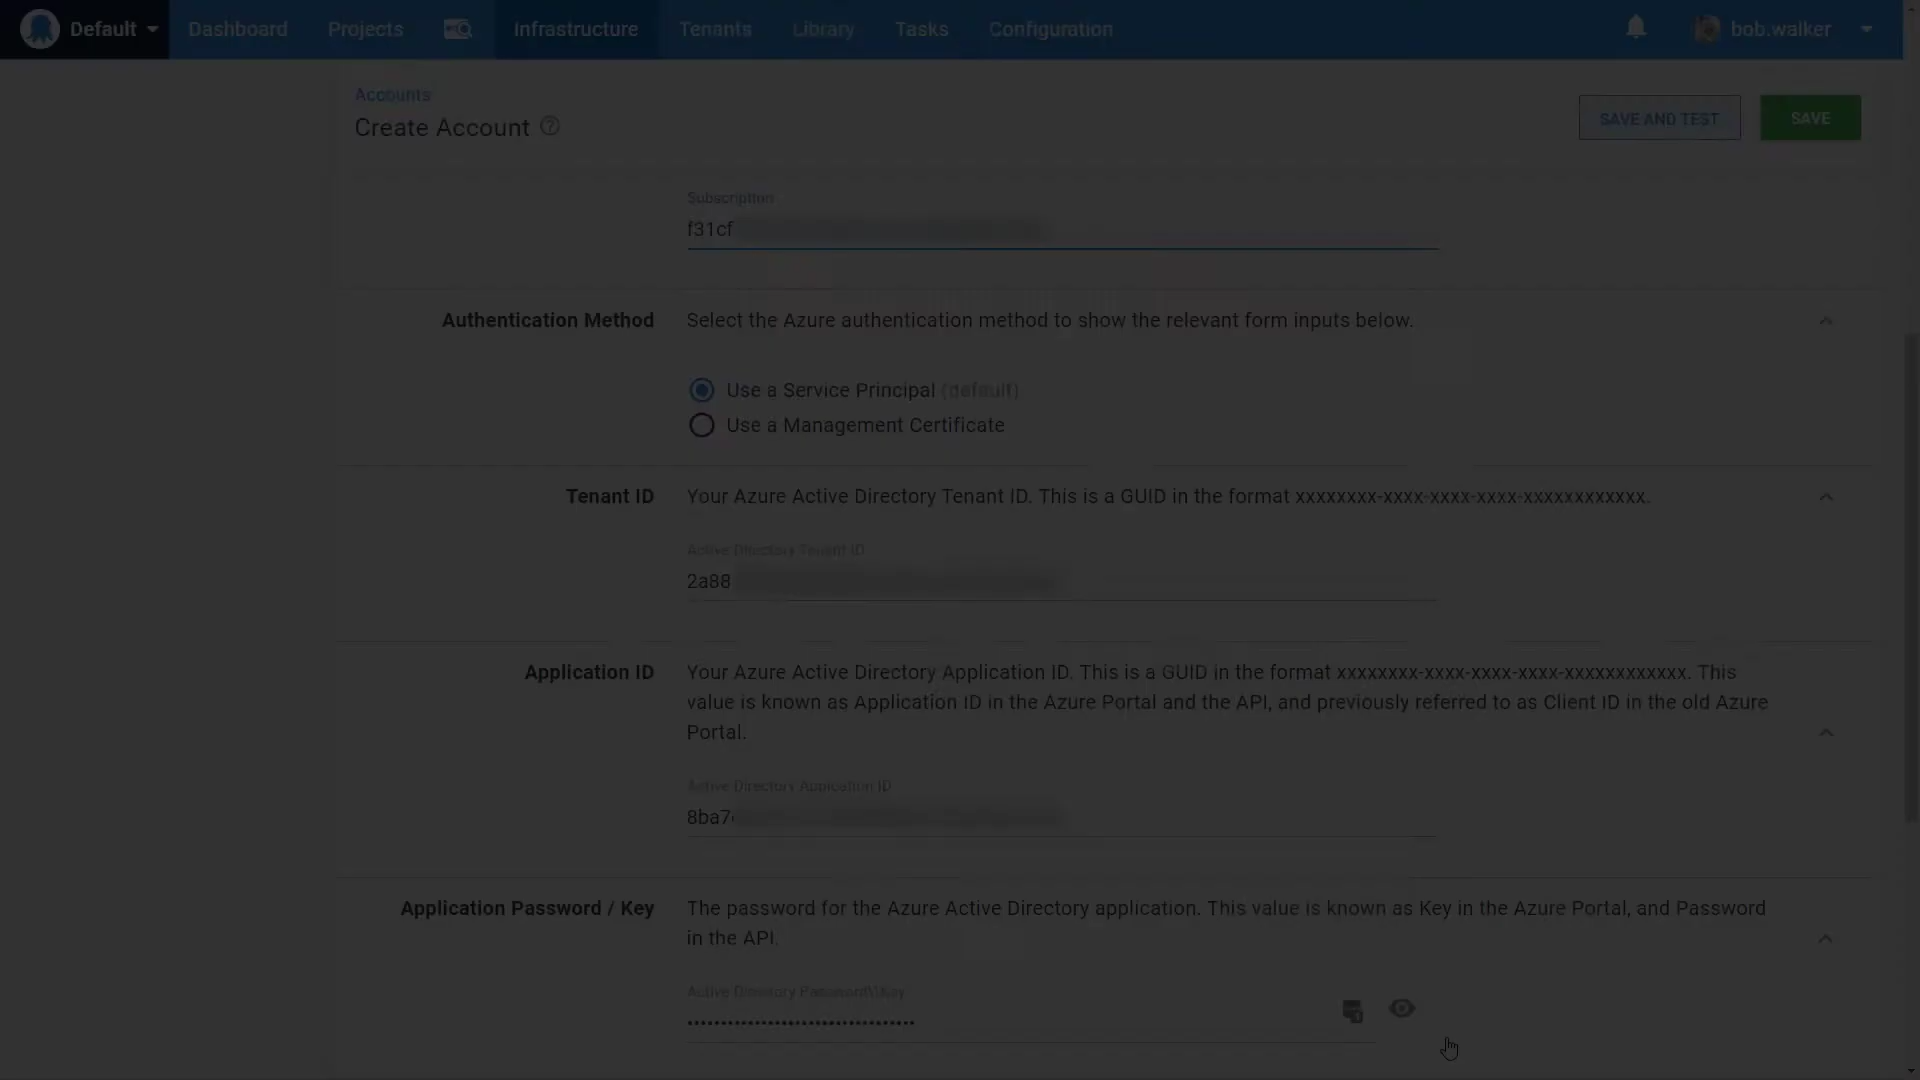 Default Dashboard Projects Infrastructure Tenants Library Tasks Configuration bob.walker
Accounts
Create Account
SAVE AND TEST SAVE
Subscription
f31cf
Authentication Method Select the Azure authentication method to show the relevant form inputs below.
Use a Service Principal (default)
Use a Management Certificate
Tenant ID Your Azure Active Directory Tenant ID. This is a GUID in the format xxxxxxxx-xxxx-xxxx-xxxx-xxxxxxxxxxxx.
Active Directory Tenant ID
2a88
Application ID Your Azure Active Directory Application ID. This is a GUID in the format xxxxxxxx-xxxx-xxxx-xxxx-xxxxxxxxxxxx. This
value is known as Application ID in the Azure Portal and the API, and previously referred to as Client ID in the old Azure
Portal.
Active Directory Application ID
8ba7
Application Password / Key The password for the Azure Active Directory application. This value is known as Key in the Azure Portal, and Password
in the API.
Active Directory Password\\Key